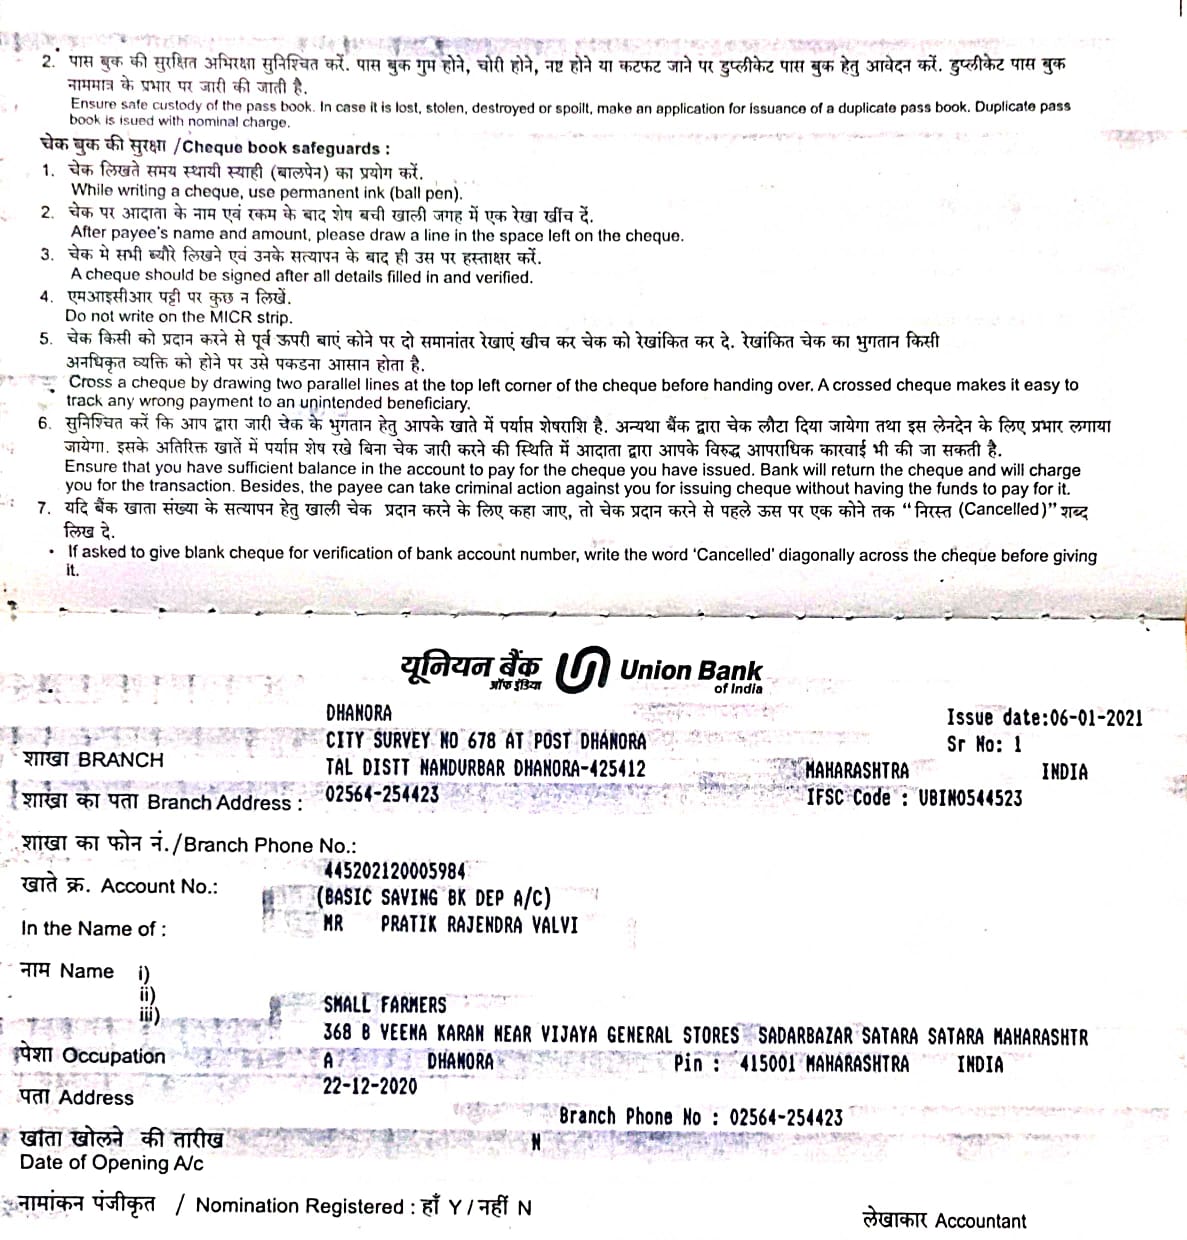 2. पास बुक की सुरक्षित अभिरक्षा सुनिश्चित करें. पास बुक गुम होने, चोरी होने, नष्ट होने या कटफट जाने पर डुप्लीकेट पास बुक हेतु आवेदन करें. डुप्लीकेट पास बुक
नाममात्र के प्रभार पर जारी की जाती है.
Ensure safe custody of the pass book. In case it is lost, stolen, destroyed or spoilt, make an application for issuance of a duplicate pass book. Duplicate pass
book is isued with nominal charge.
चेक बुक की सुरक्षा /Cheque book safeguards :
1. चेक लिखते समय स्थायी स्याही (बालपेन) का प्रयोग करें.
While writing a cheque, use permanent ink (ball pen).
2. चेक पर आदाता के नाम एवं रकम के बाद शेष बची खाली जगह में एक रेखा खींच दें.
After payee's name and amount, please draw a line in the space left on the cheque.
3. चेक मे सभी ब्यौरे लिखने एवं उनके सत्यापन के बाद ही उस पर हस्ताक्षर करें.
A cheque should be signed after all details filled in and verified.
4. एमआइसीआर पट्टी पर कुछ न लिखें.
Do not write on the MICR strip.
5. चेक किसी को प्रदान करने से पूर्व ऊपरी बाएं कोने पर दो समानांतर रेखाएं खीच कर चेक को रेखांकित कर दे. रेखांकित चेक का भुगतान किसी
अनधिकृत व्यक्ति को होने पर उसे पकडना आसान होता है.
Cross a cheque by drawing two parallel lines at the top left corner of the cheque before handing over. A crossed cheque makes it easy to
track any wrong payment to an unintended beneficiary.
6. सुनिश्चित करें कि आप द्वारा जारी चेक के भुगतान हेतु आपके खाते में पर्याप्त शेषराशि है. अन्यथा बैंक द्वारा चेक लौटा दिया जायेगा तथा इस लेनदेन के लिए प्रभार लगाया
जायेगा. इसके अतिरिक्त खातें में पर्याप्त शेष रखे बिना चेक जारी करने की स्थिति में आदाता द्वारा आपके विरुद्ध आपराधिक कारवाई भी की जा सकती है.
Ensure that you have sufficient balance in the account to pay for the cheque you have issued. Bank will return the cheque and will charge
you for the transaction. Besides, the payee can take criminal action against you for issuing cheque without having the funds to pay for it.
7. यदि बैंक खाता संख्या के सत्यापन हेतु खाली चेक प्रदान करने के लिए कहा जाए, तो चेक प्रदान करने से पहले ऊस पर एक कोने तक “निरस्त (Cancelled)” शब्द
लिख दे.
• If asked to give blank cheque for verification of bank account number, write the word ‘Cancelled’ diagonally across the cheque before giving
it.
यूनियन बैंक Union Bank
ऑफ इंडिया of India
DHANORA Issue date:06-01-2021
CITY SURVEY NO 678 AT POST DHANORA Sr No: 1
शाखा BRANCH
TAL DISTT NANDURBAR DHANORA-425412 MAHARASHTRA INDIA
शाखा का पता Branch Address : 02564-254423 IFSC Code : UBIN0544523
शाखा का फोन नं./Branch Phone No.:
445202120005984
खाते क्र. Account No.:
(BASIC SAVING BK DEP A/C)
In the Name of : MR PRATIK RAJENDRA VALVI
नाम Name i)
ii)
iii)
SMALL FARMERS
368 B VEENA KARAN NEAR VIJAYA GENERAL STORES SADARBAZAR SATARA SATARA MAHARASHTR
पेशा Occupation A DHANORA Pin : 415001 MAHARASHTRA INDIA
22-12-2020
पता Address
Branch Phone No : 02564-254423
खाता खोलने की तारीख N
Date of Opening A/c
नामांकन पंजीकृत / Nomination Registered : हाँ Y / नहीं N
लेखाकार Accountant